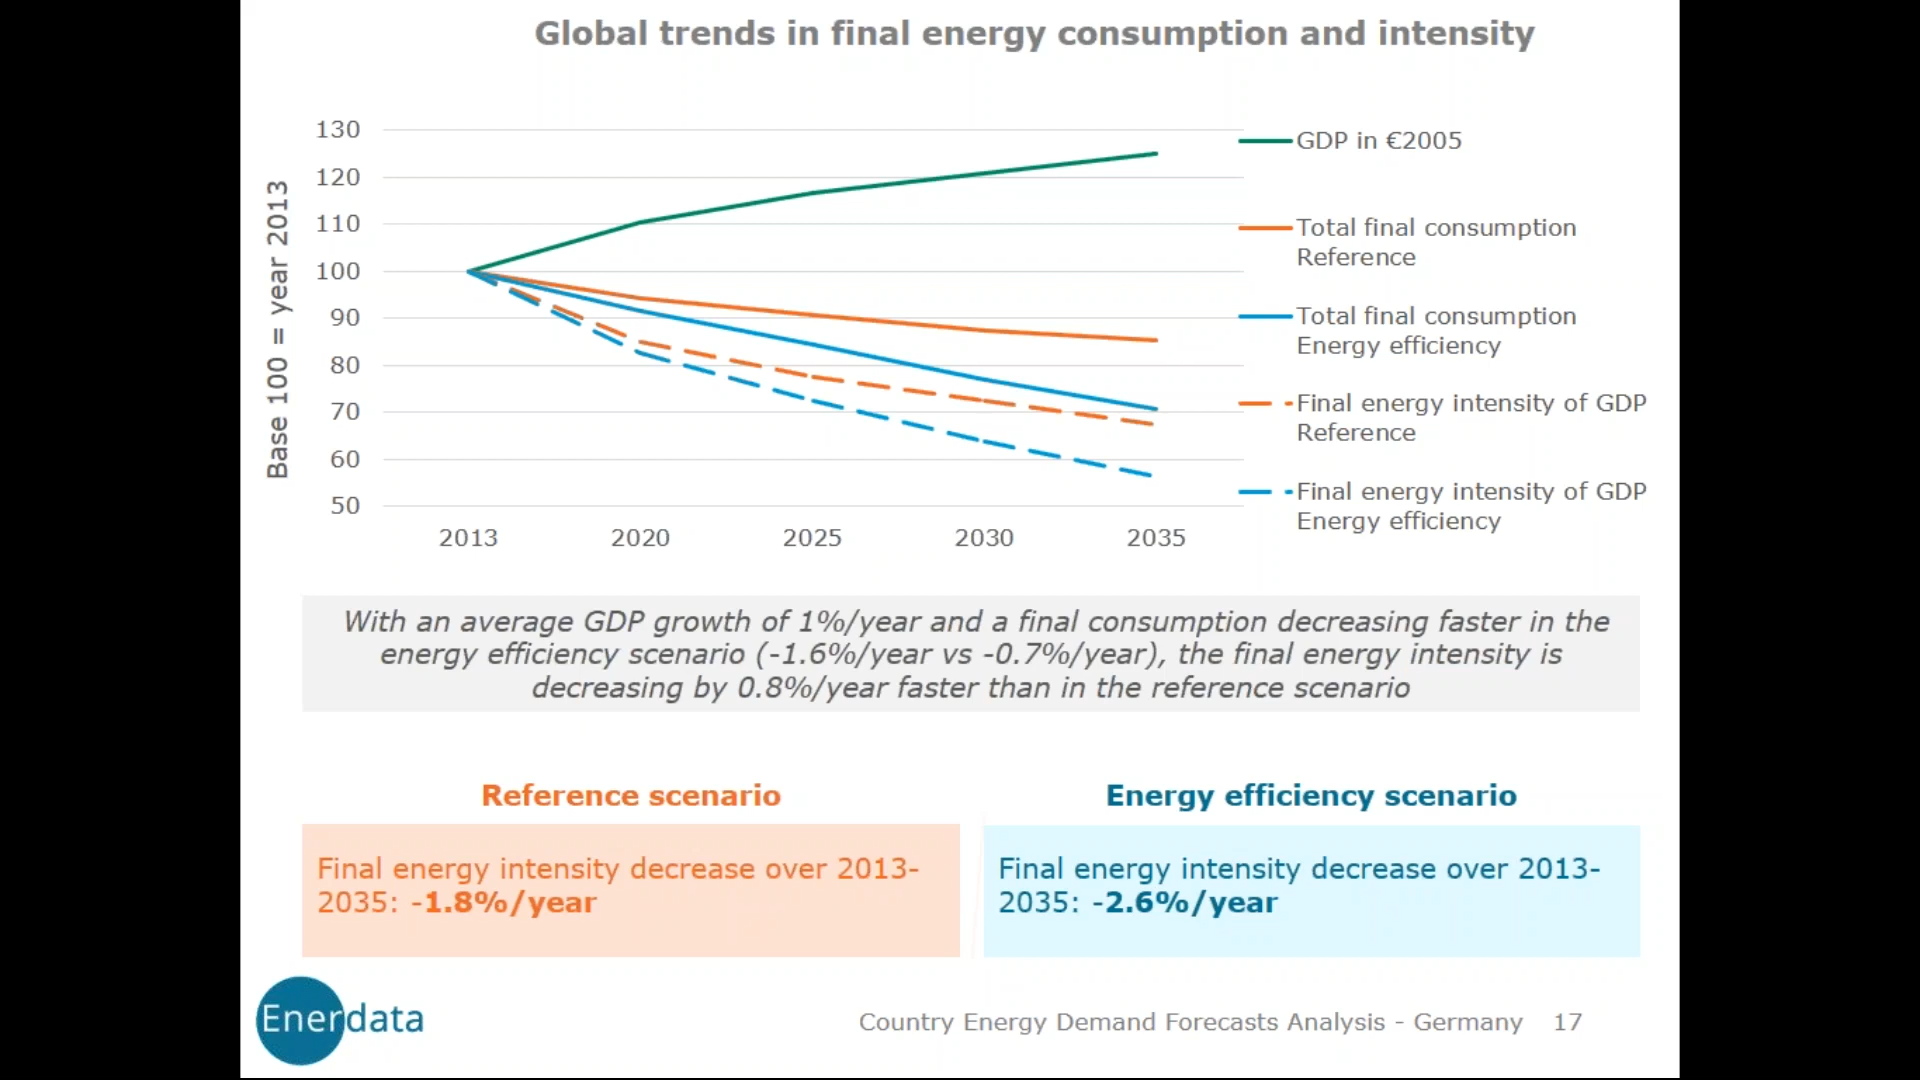 Global trends in final energy consumption and intensity
Base 100 = year 2013
130
120
110
100
90
80
70
60
50
2013
2020
2025
2030
2035
GDP in €2005
Total final consumption
Reference
Total final consumption
Energy efficiency
Final energy intensity of GDP
Reference
Final energy intensity of GDP
Energy efficiency
With an average GDP growth of 1%/year and a final consumption decreasing faster in the
energy efficiency scenario (-1.6%/year vs -0.7%/year), the final energy intensity is
decreasing by 0.8%/year faster than in the reference scenario
Reference scenario
Final energy intensity decrease over 2013-
2035: -1.8%/year
Energy efficiency scenario
Final energy intensity decrease over 2013-
2035: -2.6%/year
Enerdata
Country Energy Demand Forecasts Analysis - Germany 17